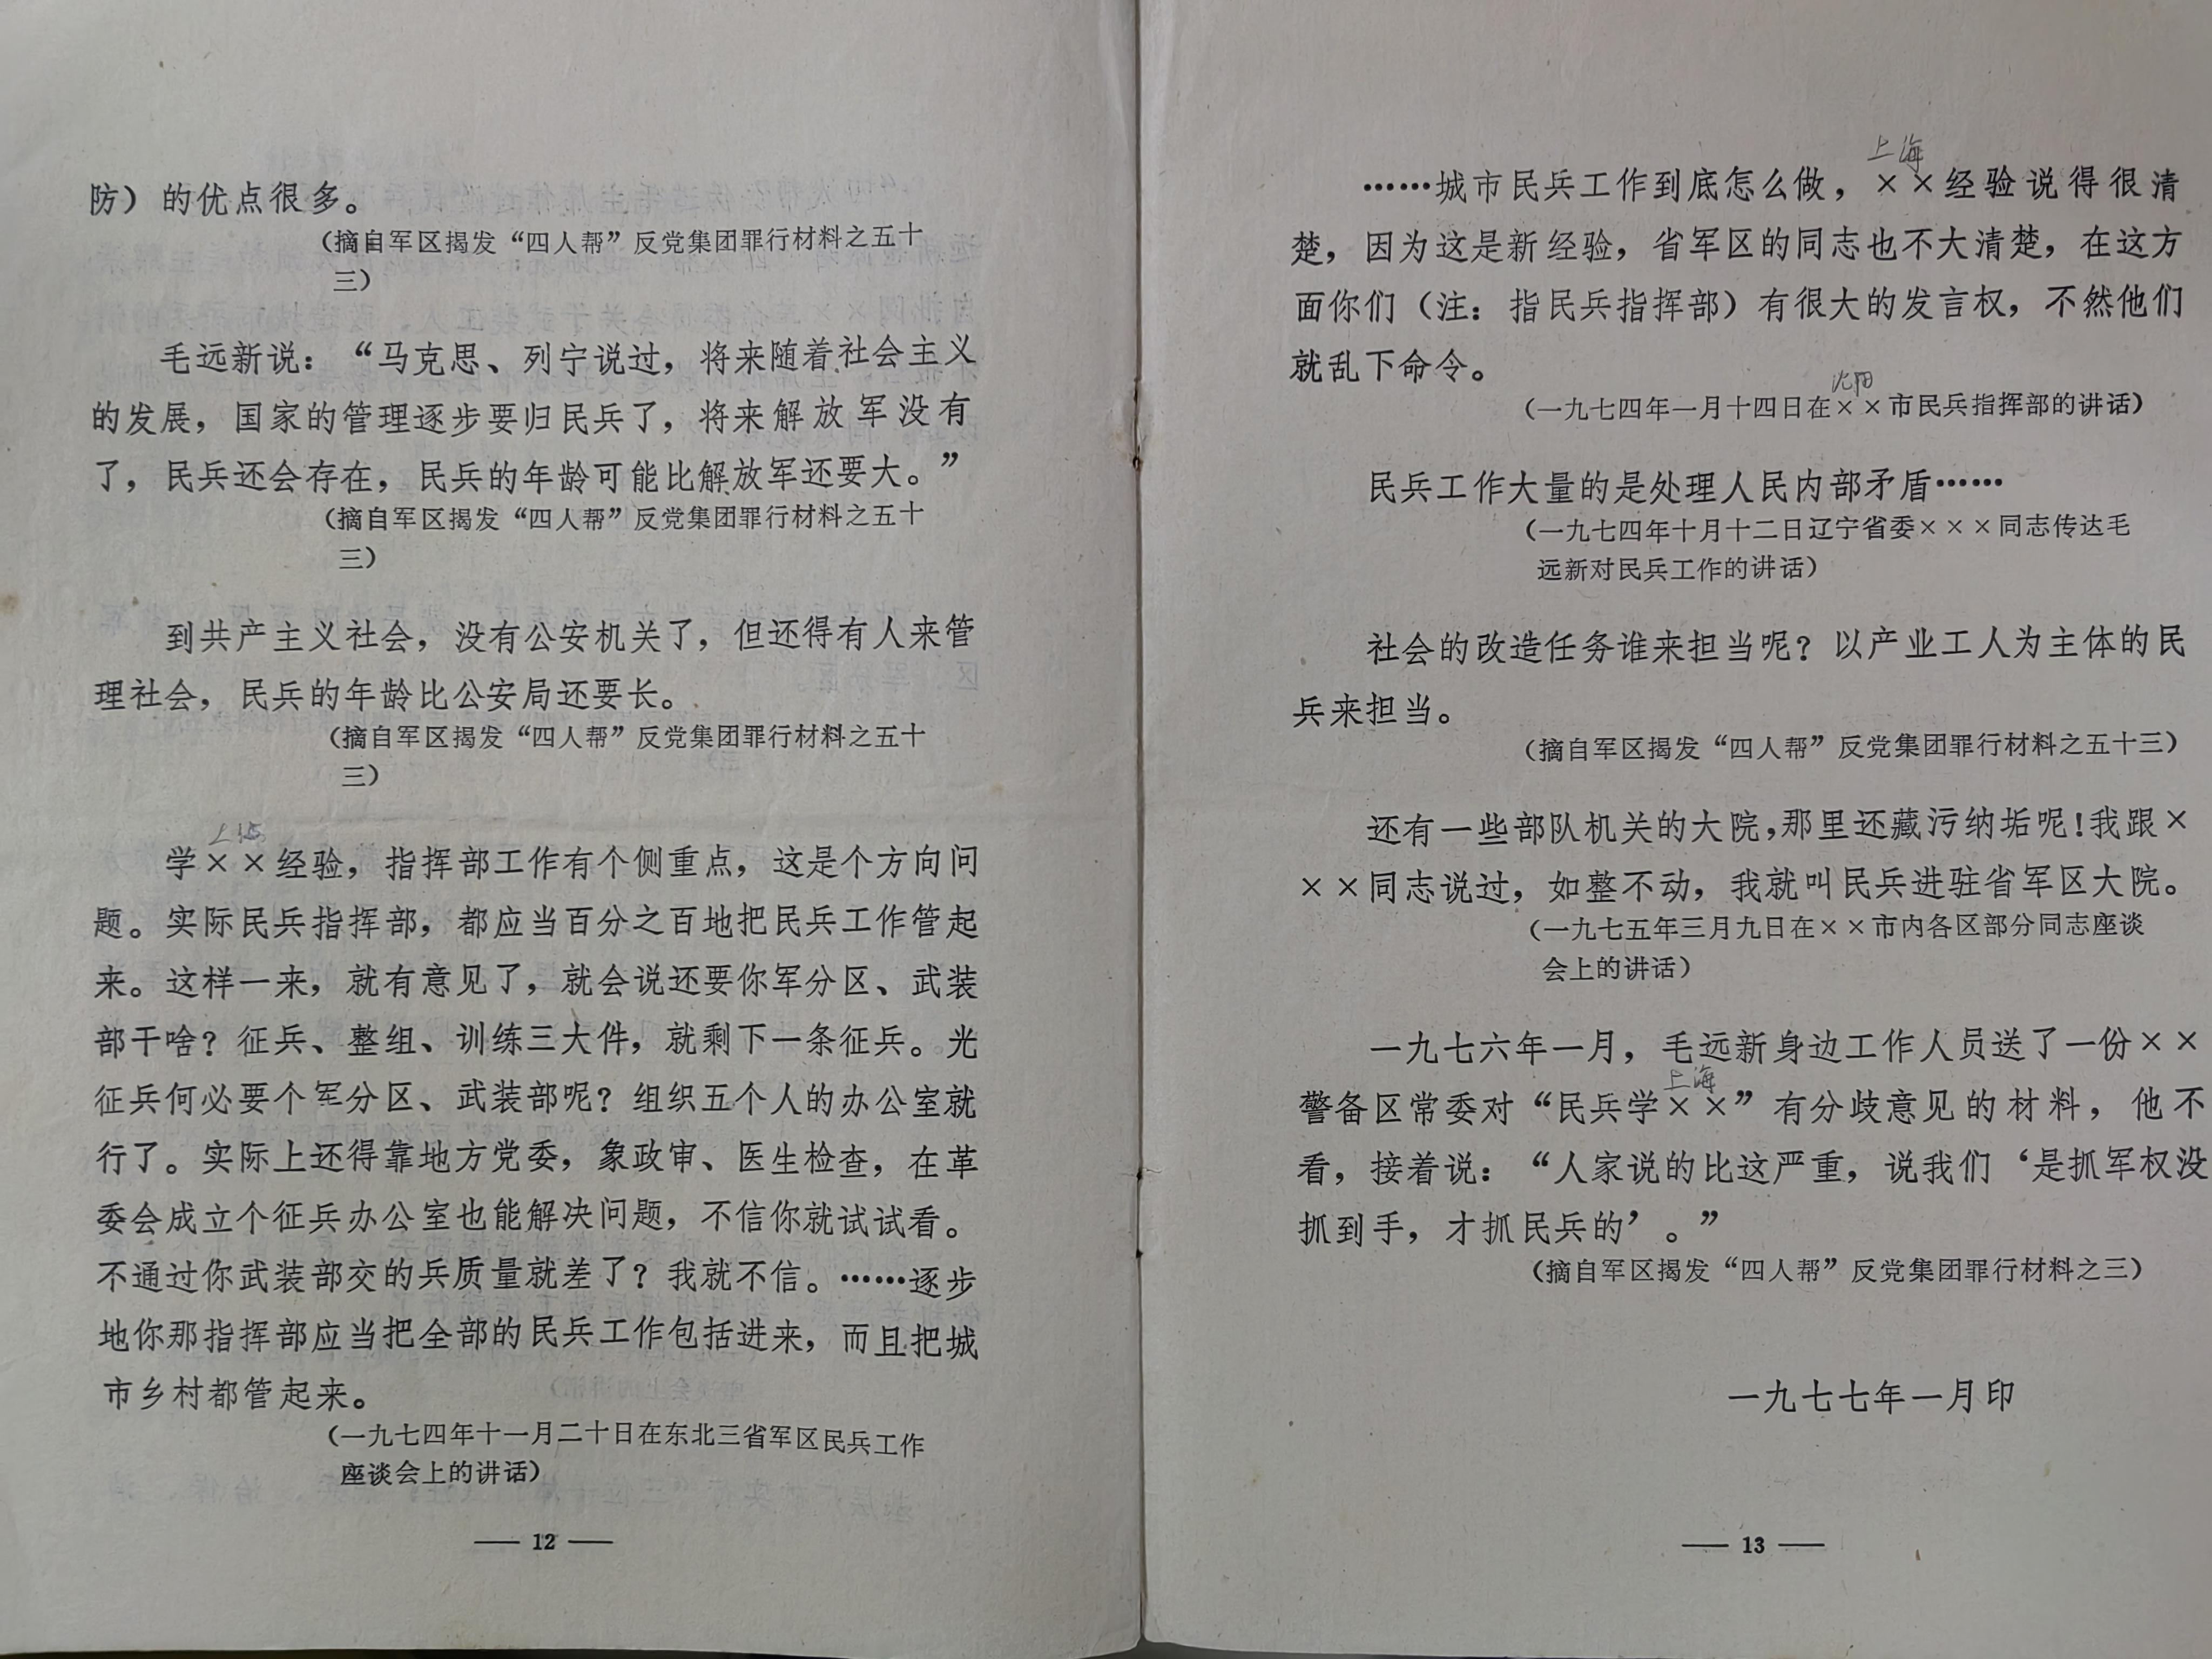 防）的优点很多。
（摘自军区揭发“四人帮”反党集团罪行材料之五十
三）
毛远新说：“马克思、列宁说过，将来随着社会主义
的发展，国家的管理逐步要归民兵了，将来解放军没有
了，民兵还会存在，民兵的年龄可能比解放军还要大。”
（摘自军区揭发“四人帮”反党集团罪行材料之五十
三）
到共产主义社会，没有公安机关了，但还得有人来管
理社会，民兵的年龄比公安局还要长。
（摘自军区揭发“四人帮”反党集团罪行材料之五十
三）
上海
学××经验，指挥部工作有个侧重点，这是个方向问
题。实际民兵指挥部，都应当百分之百地把民兵工作管起
来。这样一来，就有意见了，就会说还要你军分区、武装
部干啥？征兵、整组、训练三大件，就剩下一条征兵。光
征兵何必要个军分区、武装部呢？组织五个人的办公室就
行了。实际上还得靠地方党委，象政审、医生检查，在革
委会成立个征兵办公室也能解决问题，不信你就试试看。
不通过你武装部交的兵质量就差了？我就不信。……逐步
地你那指挥部应当把全部的民兵工作包括进来，而且把城
市乡村都管起来。
（一九七四年十一月二十日在东北三省军区民兵工作
座谈会上的讲话）
— 12 —
上海
……城市民兵工作到底怎么做，××经验说得很清
楚，因为这是新经验，省军区的同志也不大清楚，在这方
面你们（注：指民兵指挥部）有很大的发言权，不然他们
就乱下命令。
沈阳
（一九七四年一月十四日在××市民兵指挥部的讲话）
民兵工作大量的是处理人民内部矛盾……
（一九七四年十月十二日辽宁省委×××同志传达毛
远新对民兵工作的讲话）
社会的改造任务谁来担当呢？以产业工人为主体的民
兵来担当。
（摘自军区揭发“四人帮”反党集团罪行材料之五十三）
还有一些部队机关的大院，那里还藏污纳垢呢！我跟×
××同志说过，如整不动，我就叫民兵进驻省军区大院。
（一九七五年三月九日在××市内各区部分同志座谈
会上的讲话）
一九七六年一月，毛远新身边工作人员送了一份××
上海
警备区常委对“民兵学××”有分歧意见的材料，他不
看，接着说：“人家说的比这严重，说我们‘是抓军权没
抓到手，才抓民兵的’。”
（摘自军区揭发“四人帮”反党集团罪行材料之三）
一九七七年一月印
— 13 —